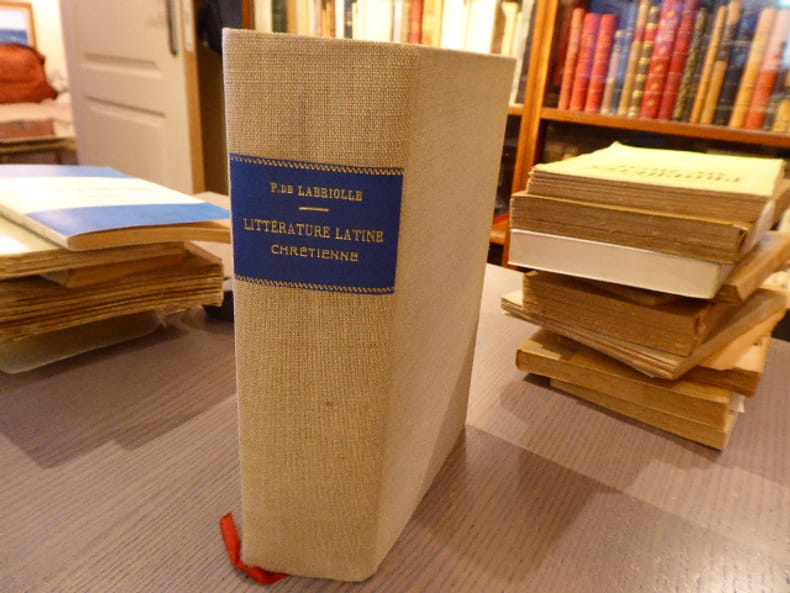 P. DE LABRIOLLE
LITTÉRATURE LATINE
CHRÉTIENNE